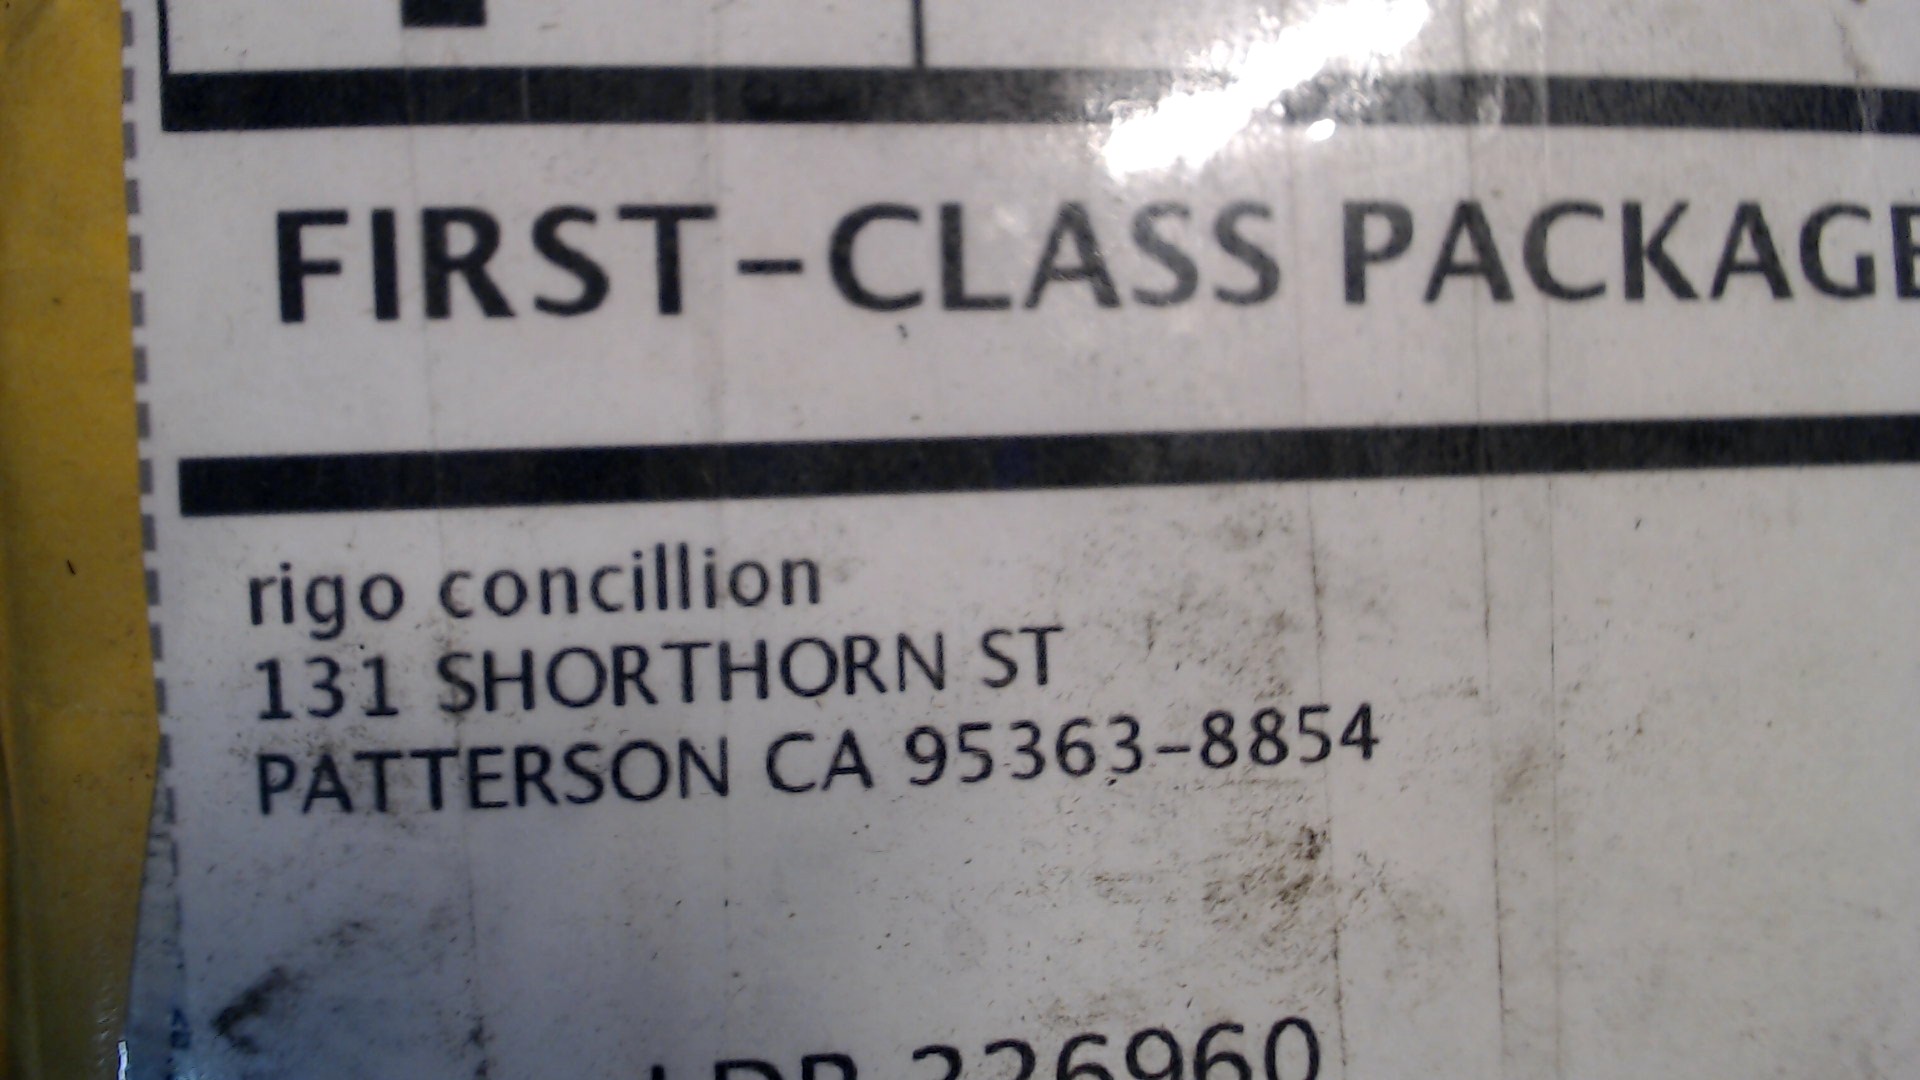 FIRST-CLASS PACKAGE
rigo concillion
131 SHORTHORN ST
PATTERSON CA 95363-8854